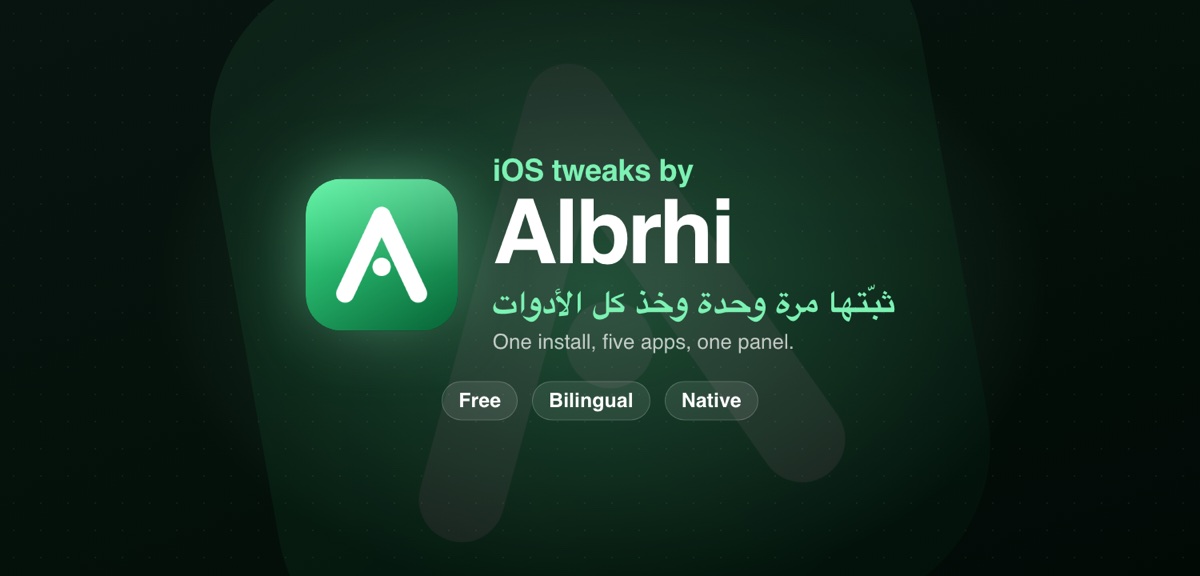 iOS tweaks by
Albrhi
ثبّتها مرة وحدة وخذ كل الأدوات
One install, five apps, one panel.
Free
Bilingual
Native